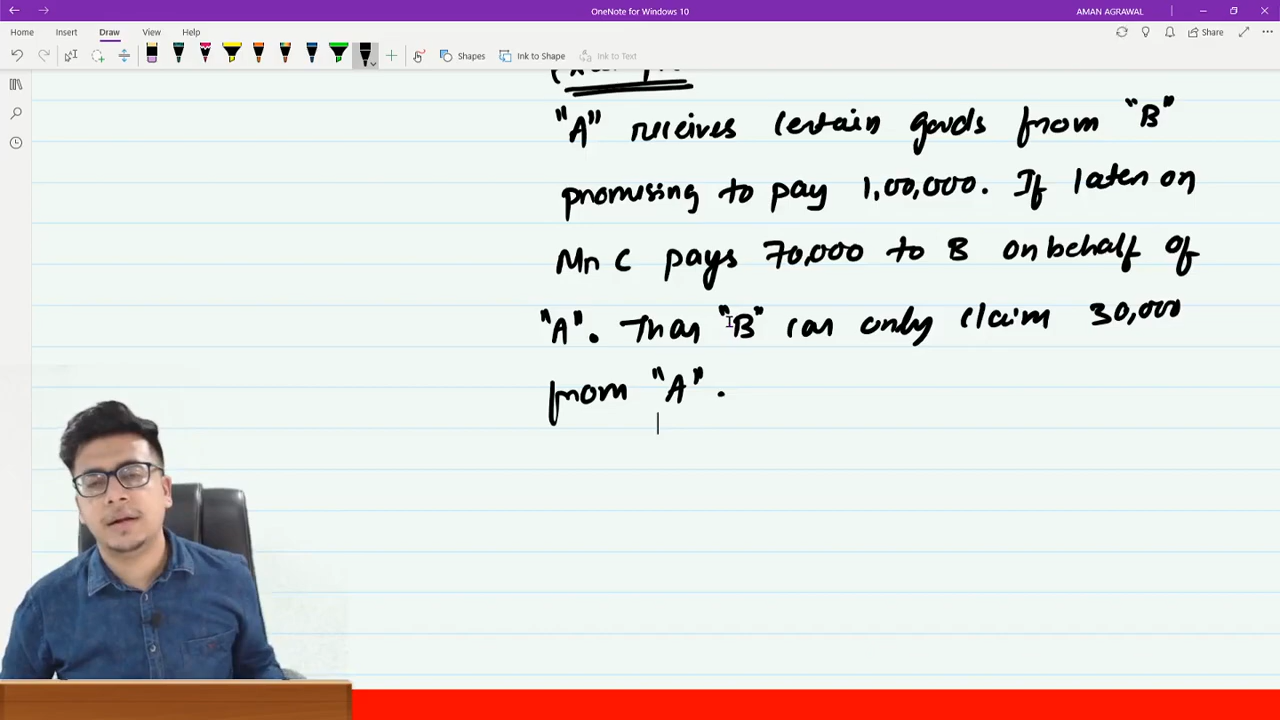 OneNote for Windows 10
AMAN AGRAWAL
Home Insert Draw View Help
Share
Shapes Ink to Shape Ink to Text
Example
"A" receives certain goods from "B"
promising to pay 1,00,000. If later on
Mr C pays 70,000 to B on behalf of
"A". Than "B" can only claim 30,000
from "A".